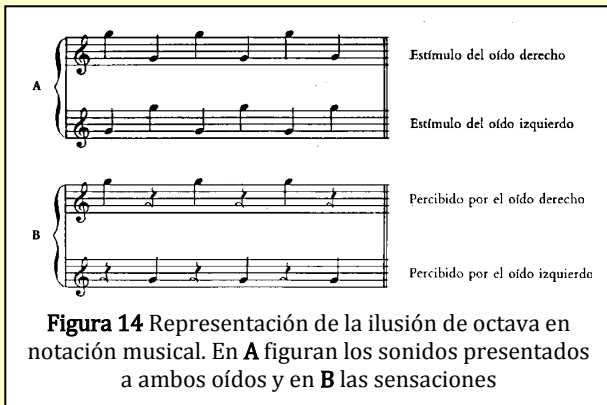 A
Estímulo del oído derecho
Estímulo del oído izquierdo
B
Percibido por el oído derecho
Percibido por el oído izquierdo
Figura 14 Representación de la ilusión de octava en
notación musical. En A figuran los sonidos presentados
a ambos oídos y en B las sensaciones